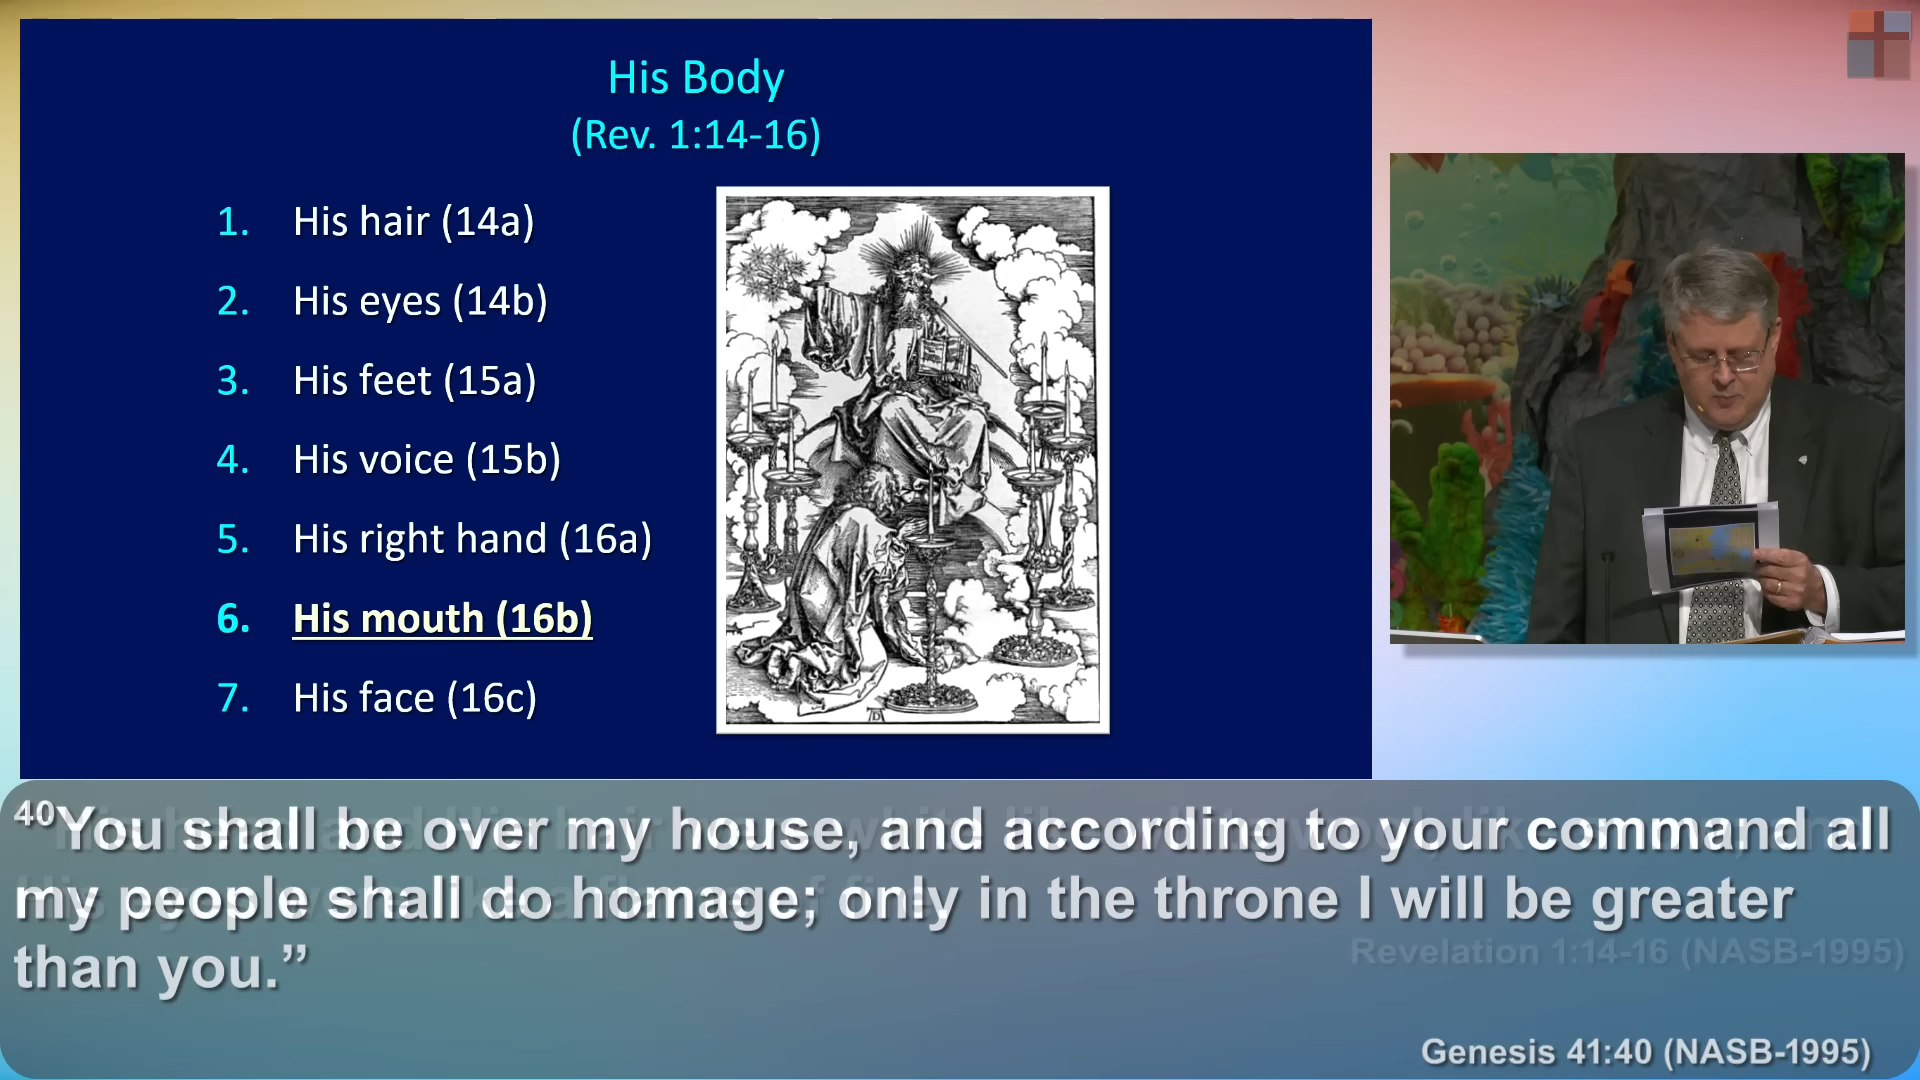 His Body
(Rev. 1:14-16)
1. His hair (14a)
2. His eyes (14b)
3. His feet (15a)
4. His voice (15b)
5. His right hand (16a)
6. His mouth (16b)
7. His face (16c)
40You shall be over my house, and according to your command all
my people shall do homage; only in the throne I will be greater
than you.”
Revelation 1:14-16 (NASB-1995)
Genesis 41:40 (NASB-1995)